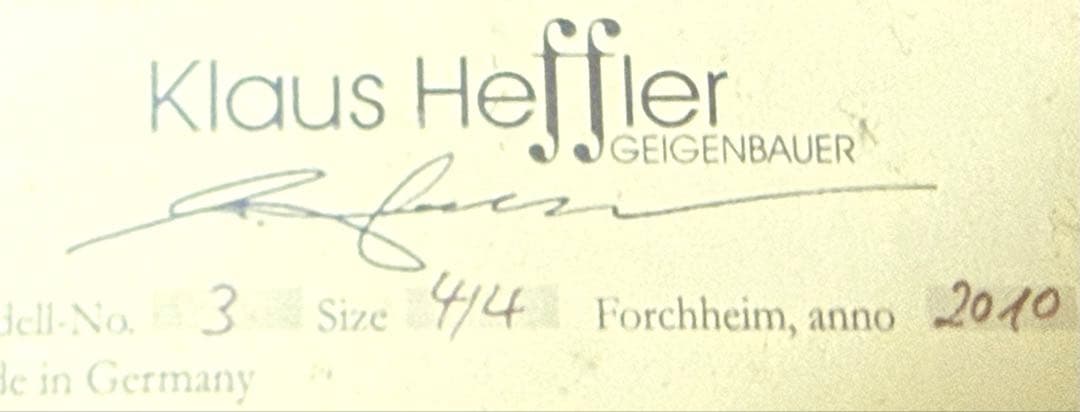 Klaus Heffler
GEIGENBAUER
dell-No. 3 Size 4/4 Forchheim, anno 2010
de in Germany